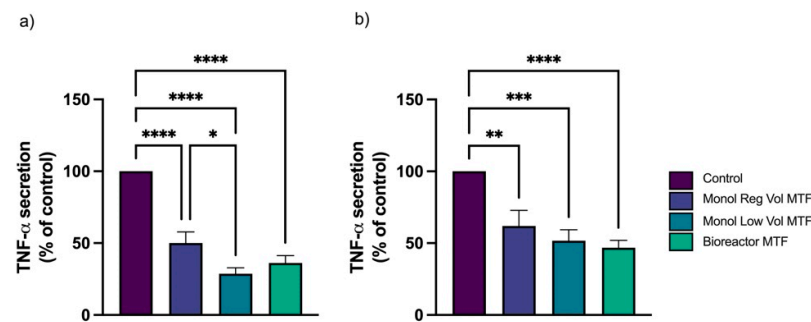 a)
TNF-α secretion
(% of control)
150
100
50
0
****
****
****
*
b)
TNF-α secretion
(% of control)
150
100
50
0
****
***
**
Control
Monol Reg Vol MTF
Monol Low Vol MTF
Bioreactor MTF